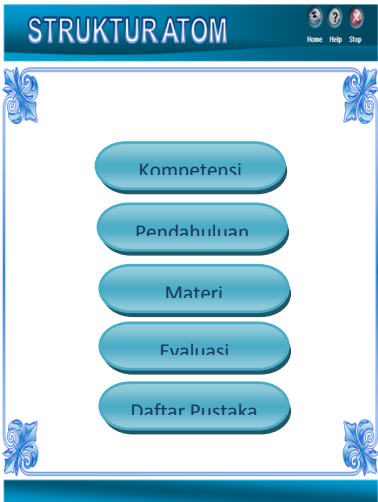 STRUKTUR ATOM
Home Help Stop
Kompetensi
Pendahuluan
Materi
Evaluasi
Daftar Pustaka